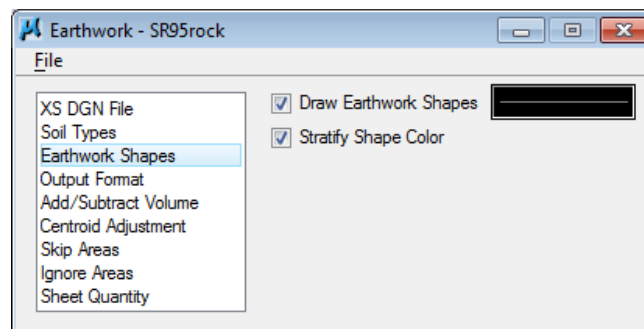 Earthwork - SR95rock
File
XS DGN File
Soil Types
Earthwork Shapes
Output Format
Add/Subtract Volume
Centroid Adjustment
Skip Areas
Ignore Areas
Sheet Quantity
Draw Earthwork Shapes
Stratify Shape Color